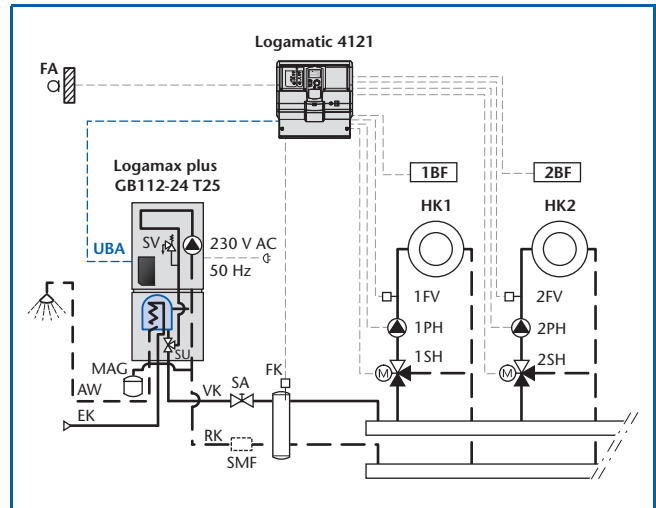 Logamatic 4121
FA
1BF
2BF
Logamax plus
GB112-24 T25
HK1
HK2
SV
230 V AC
50 Hz
UBA
1FV
2FV
1PH
2PH
SU
MAG
FK
1SH
2SH
M
M
AW
VK
SA
EK
RK
SMF